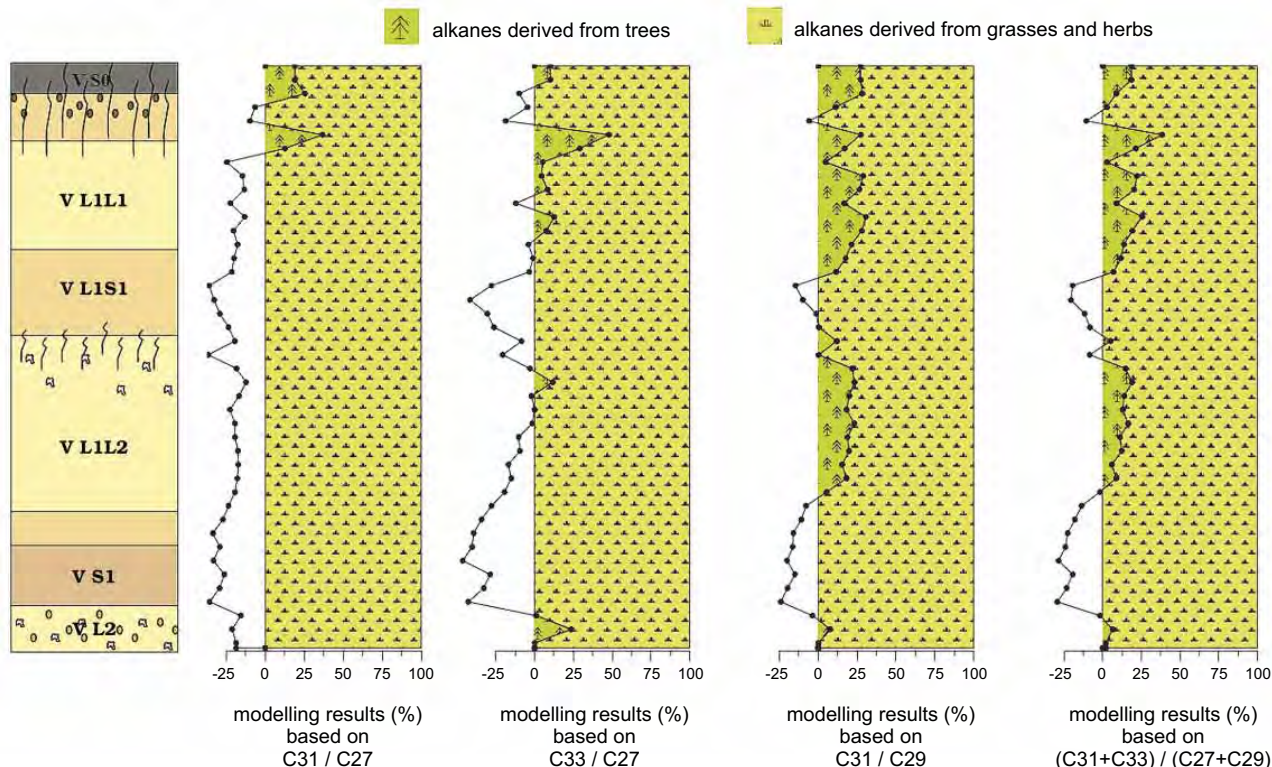 alkanes derived from trees
alkanes derived from grasses and herbs
V S0
V L1L1
V L1S1
V L1L2
V S1
V L2
-25 0 25 50 75 100
-25 0 25 50 75 100
-25 0 25 50 75 100
-25 0 25 50 75 100
modelling results (%)
based on
C31 / C27
modelling results (%)
based on
C33 / C27
modelling results (%)
based on
C31 / C29
modelling results (%)
based on
(C31+C33) / (C27+C29)